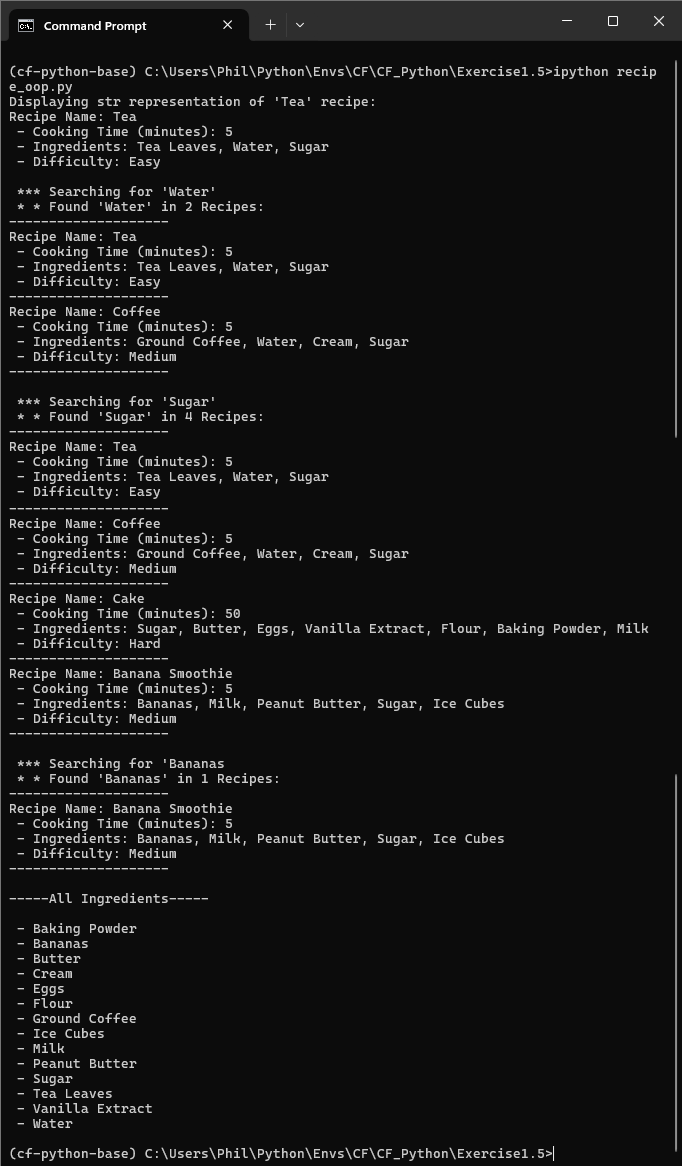 Command Prompt
(cf-python-base) C:\Users\Phil\Python\Envs\CF\CF_Python\Exercise1.5>ipython recip
e_oop.py
Displaying str representation of 'Tea' recipe:
Recipe Name: Tea
 - Cooking Time (minutes): 5
 - Ingredients: Tea Leaves, Water, Sugar
 - Difficulty: Easy

 *** Searching for 'Water'
 * * Found 'Water' in 2 Recipes:
--------------------
Recipe Name: Tea
 - Cooking Time (minutes): 5
 - Ingredients: Tea Leaves, Water, Sugar
 - Difficulty: Easy
--------------------
Recipe Name: Coffee
 - Cooking Time (minutes): 5
 - Ingredients: Ground Coffee, Water, Cream, Sugar
 - Difficulty: Medium
--------------------

 *** Searching for 'Sugar'
 * * Found 'Sugar' in 4 Recipes:
--------------------
Recipe Name: Tea
 - Cooking Time (minutes): 5
 - Ingredients: Tea Leaves, Water, Sugar
 - Difficulty: Easy
--------------------
Recipe Name: Coffee
 - Cooking Time (minutes): 5
 - Ingredients: Ground Coffee, Water, Cream, Sugar
 - Difficulty: Medium
--------------------
Recipe Name: Cake
 - Cooking Time (minutes): 50
 - Ingredients: Sugar, Butter, Eggs, Vanilla Extract, Flour, Baking Powder, Milk
 - Difficulty: Hard
--------------------
Recipe Name: Banana Smoothie
 - Cooking Time (minutes): 5
 - Ingredients: Bananas, Milk, Peanut Butter, Sugar, Ice Cubes
 - Difficulty: Medium
--------------------

 *** Searching for 'Bananas
 * * Found 'Bananas' in 1 Recipes:
--------------------
Recipe Name: Banana Smoothie
 - Cooking Time (minutes): 5
 - Ingredients: Bananas, Milk, Peanut Butter, Sugar, Ice Cubes
 - Difficulty: Medium
--------------------

-----All Ingredients-----

 - Baking Powder
 - Bananas
 - Butter
 - Cream
 - Eggs
 - Flour
 - Ground Coffee
 - Ice Cubes
 - Milk
 - Peanut Butter
 - Sugar
 - Tea Leaves
 - Vanilla Extract
 - Water

(cf-python-base) C:\Users\Phil\Python\Envs\CF\CF_Python\Exercise1.5>